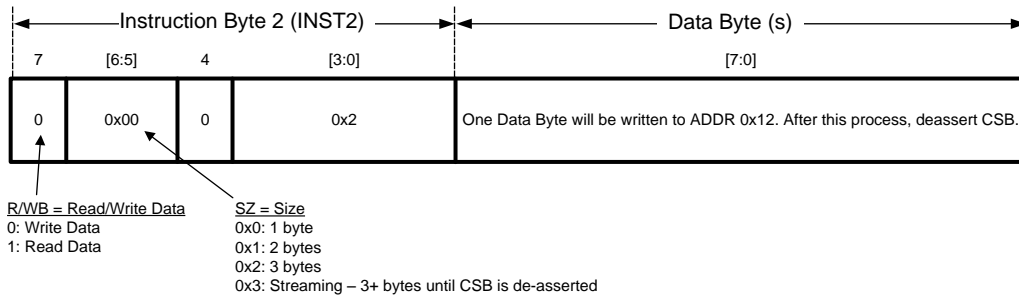 Instruction Byte 2 (INST2) Data Byte (s)
7 [6:5] 4 [3:0] [7:0]
0 0x00 0 0x2 One Data Byte will be written to ADDR 0x12. After this process, deassert CSB.
R/WB = Read/Write Data SZ = Size
0: Write Data 0x0: 1 byte
1: Read Data 0x1: 2 bytes
0x2: 3 bytes
0x3: Streaming – 3+ bytes until CSB is de-asserted